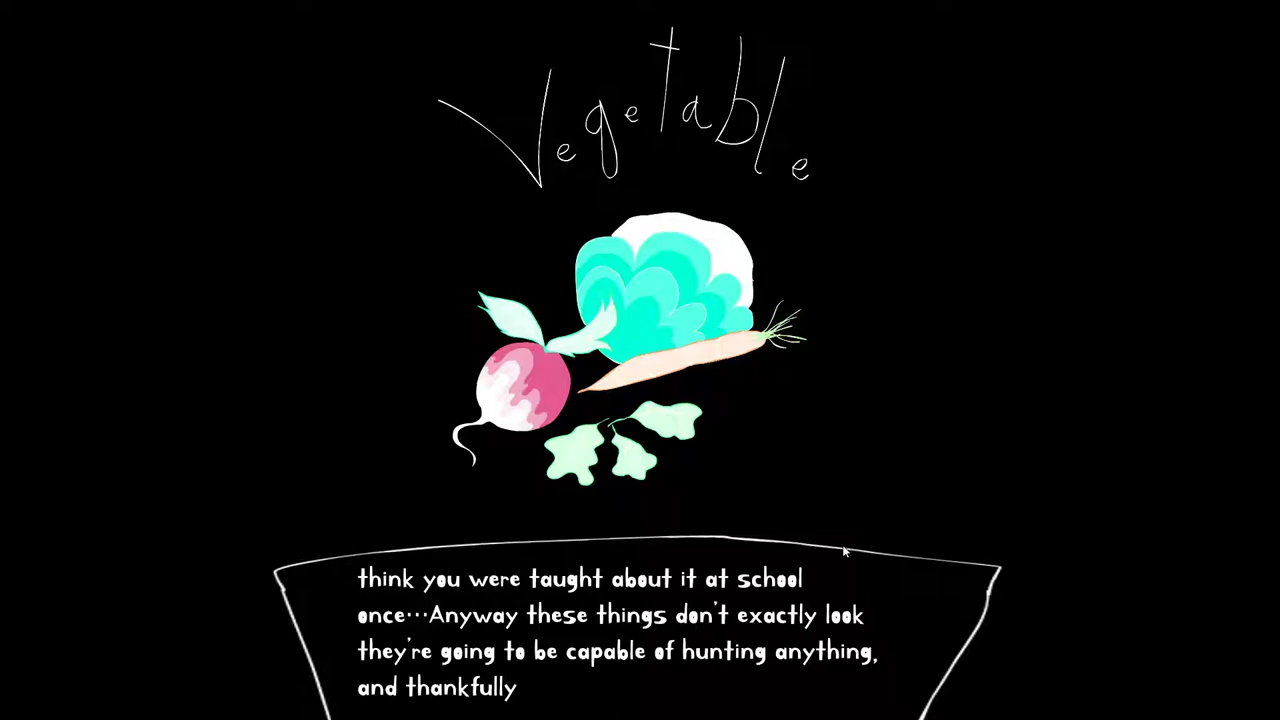 Vegetable
think you were taught about it at school
once...Anyway these things don't exactly look
they're going to be capable of hunting anything,
and thankfully